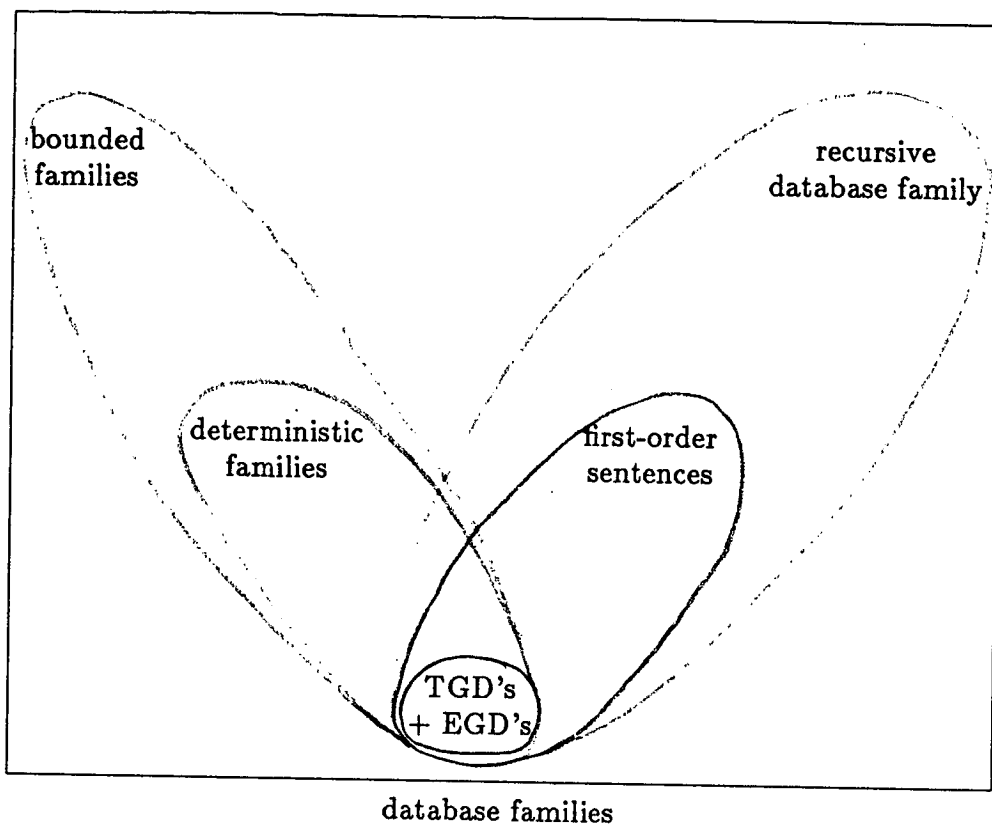 bounded
families
recursive
database family
deterministic
families
first-order
sentences
TGD's
+ EGD's
database families